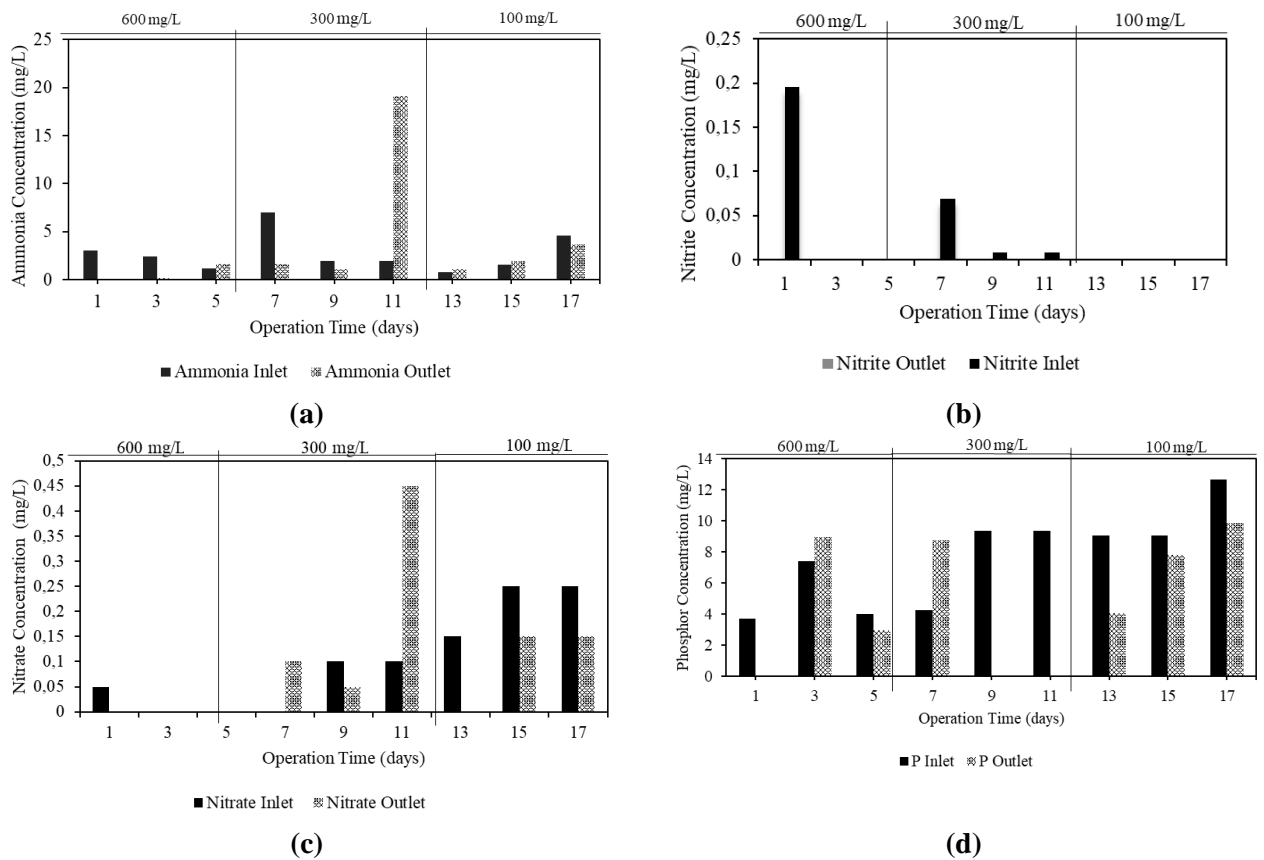 600 mg/L 300 mg/L 100 mg/L
Ammonia Concentration (mg/L)
25
20
15
10
5
0
1 3 5 7 9 11 13 15 17
Operation Time (days)
Ammonia Inlet Ammonia Outlet
(a)
600 mg/L 300 mg/L 100 mg/L
Nitrite Concentration (mg/L)
0,25
0,2
0,15
0,1
0,05
0
1 3 5 7 9 11 13 15 17
Operation Time (days)
Nitrite Outlet Nitrite Inlet
(b)
600 mg/L 300 mg/L 100 mg/L
Nitrate Concentration (mg/L)
0,5
0,45
0,4
0,35
0,3
0,25
0,2
0,15
0,1
0,05
0
1 3 5 7 9 11 13 15 17
Operation Time (days)
Nitrate Inlet Nitrate Outlet
(c)
600 mg/L 300 mg/L 100 mg/L
Phosphor Concentration (mg/L)
14
12
10
8
6
4
2
0
1 3 5 7 9 11 13 15 17
Operation Time (days)
P Inlet P Outlet
(d)